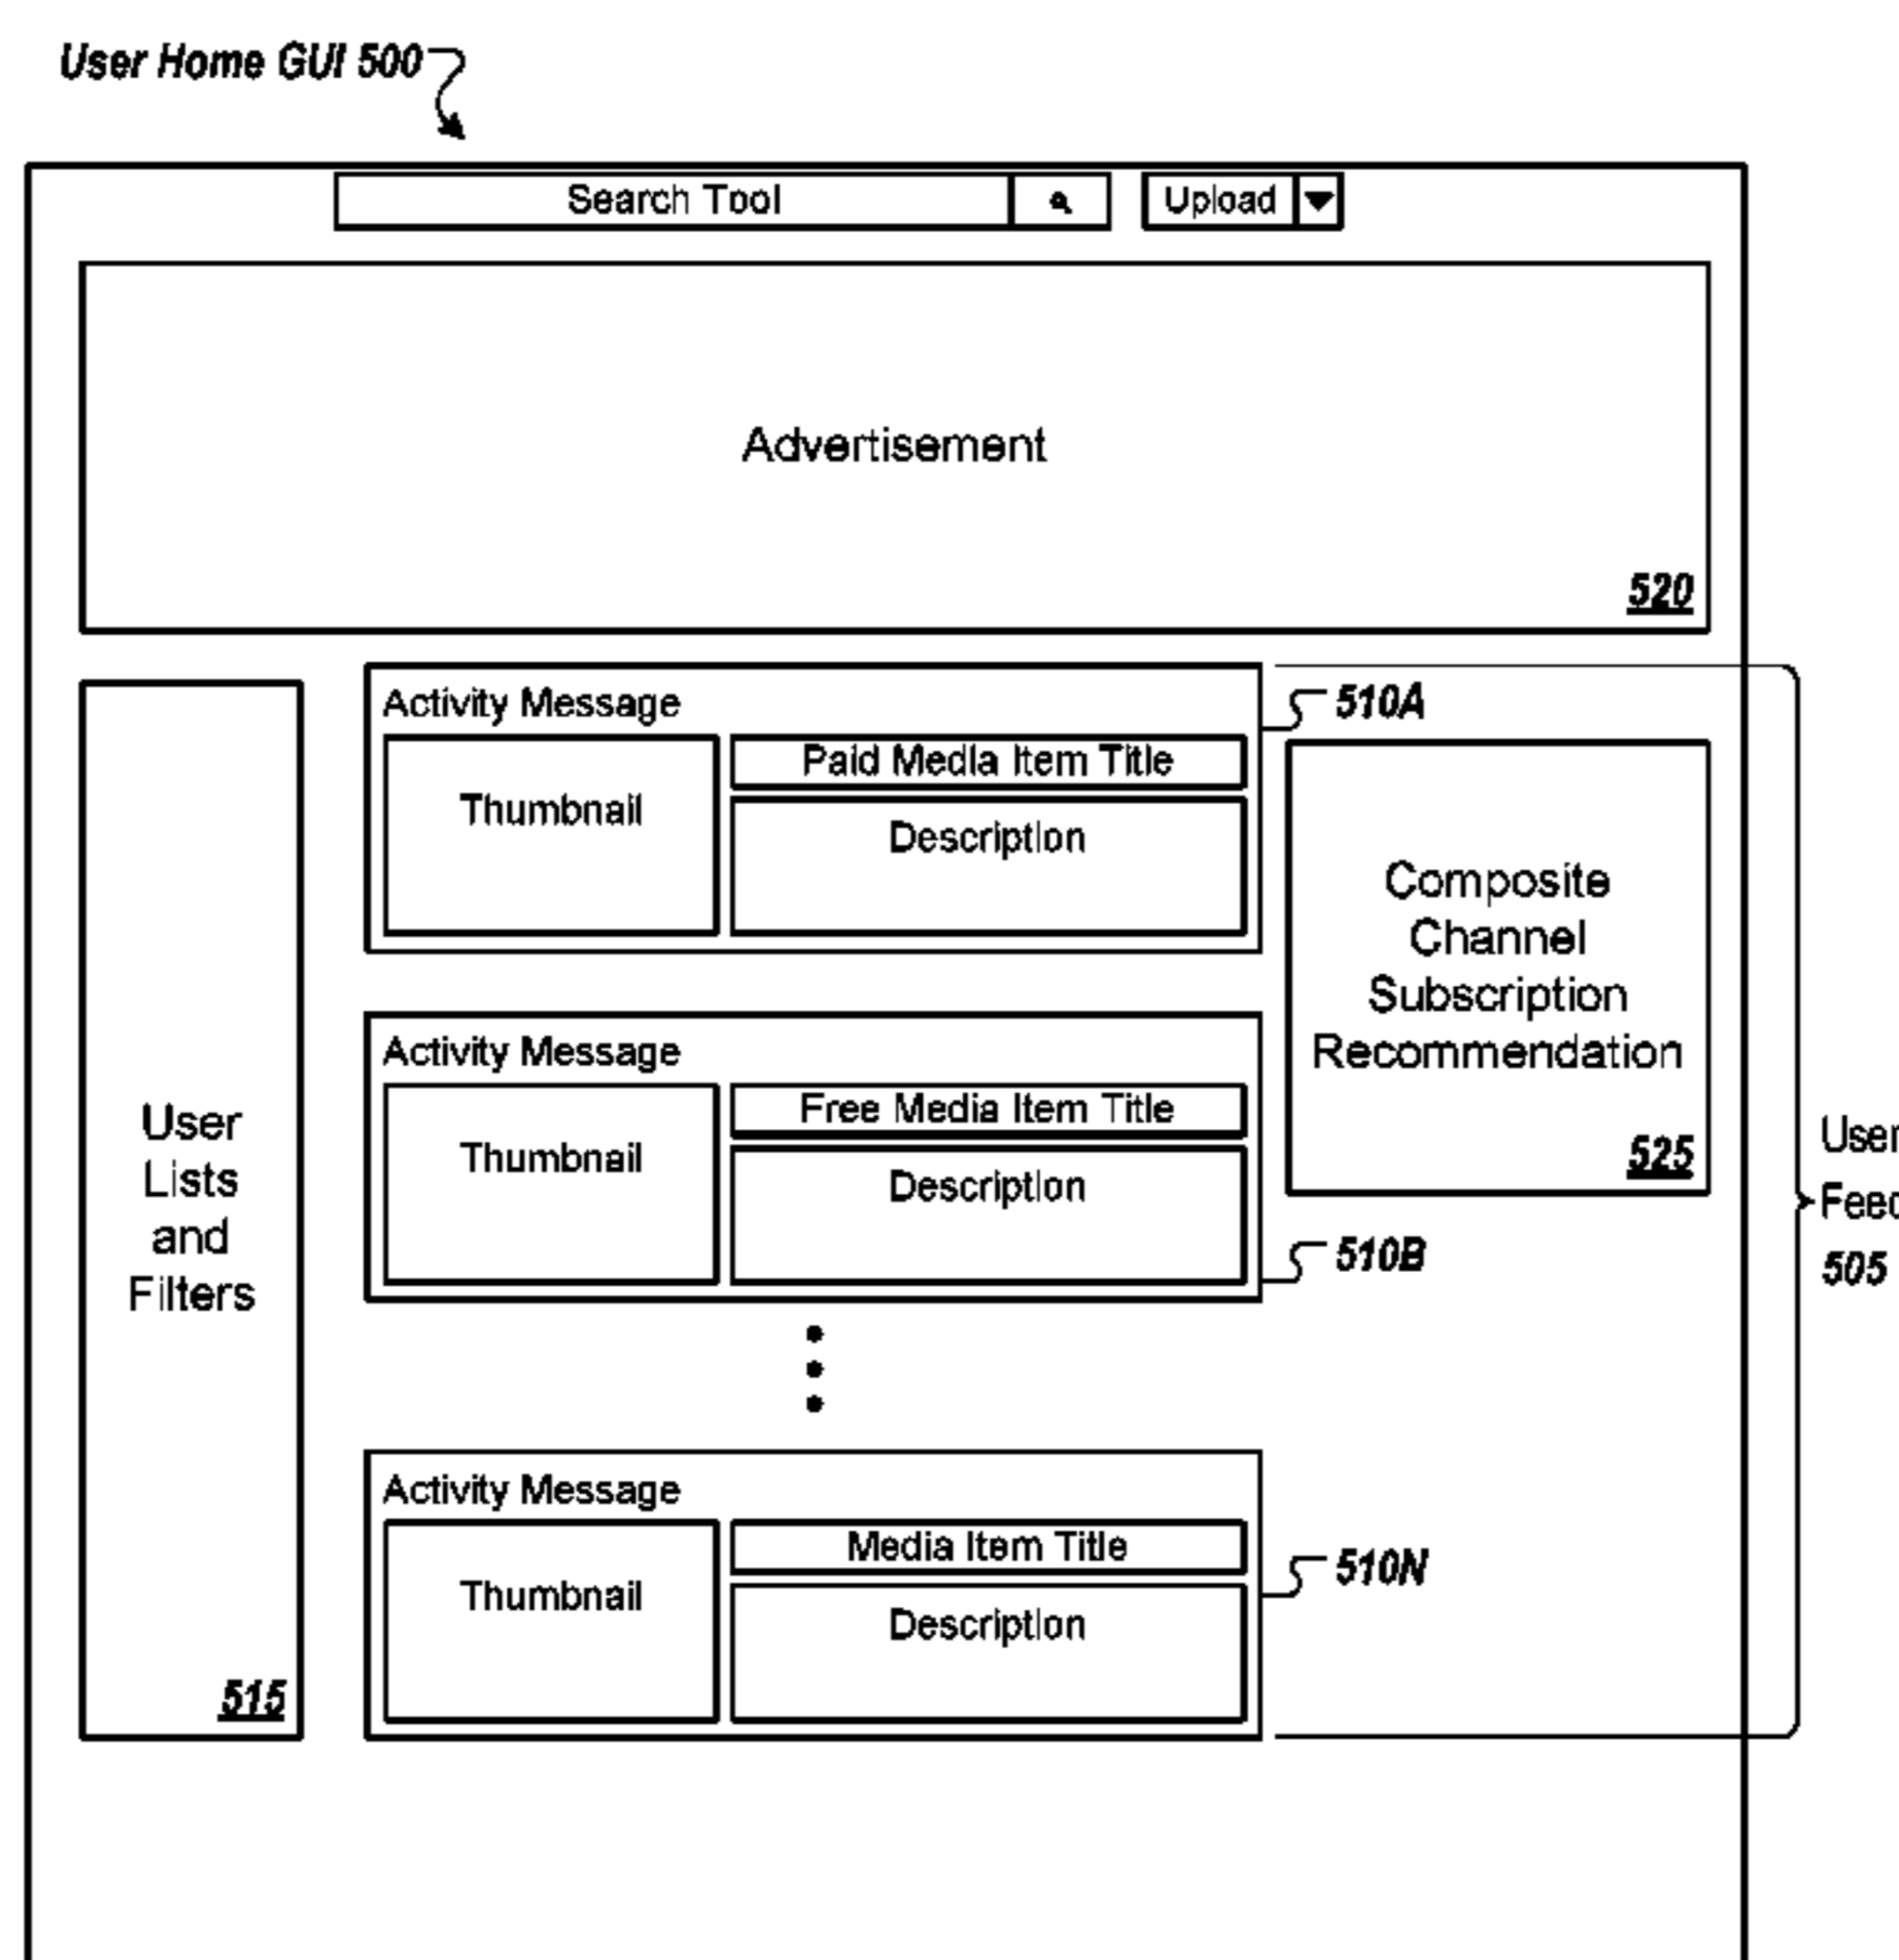 User Home GUI 500
Search Tool
Upload
Advertisement
520
Activity Message
510A
Paid Media Item Title
Thumbnail
Description
Composite
Channel
Subscription
Recommendation
525
Activity Message
Free Media Item Title
Thumbnail
Description
510B
User
Lists
and
Filters
515
User
Feed
505
Activity Message
Media Item Title
Thumbnail
Description
510N